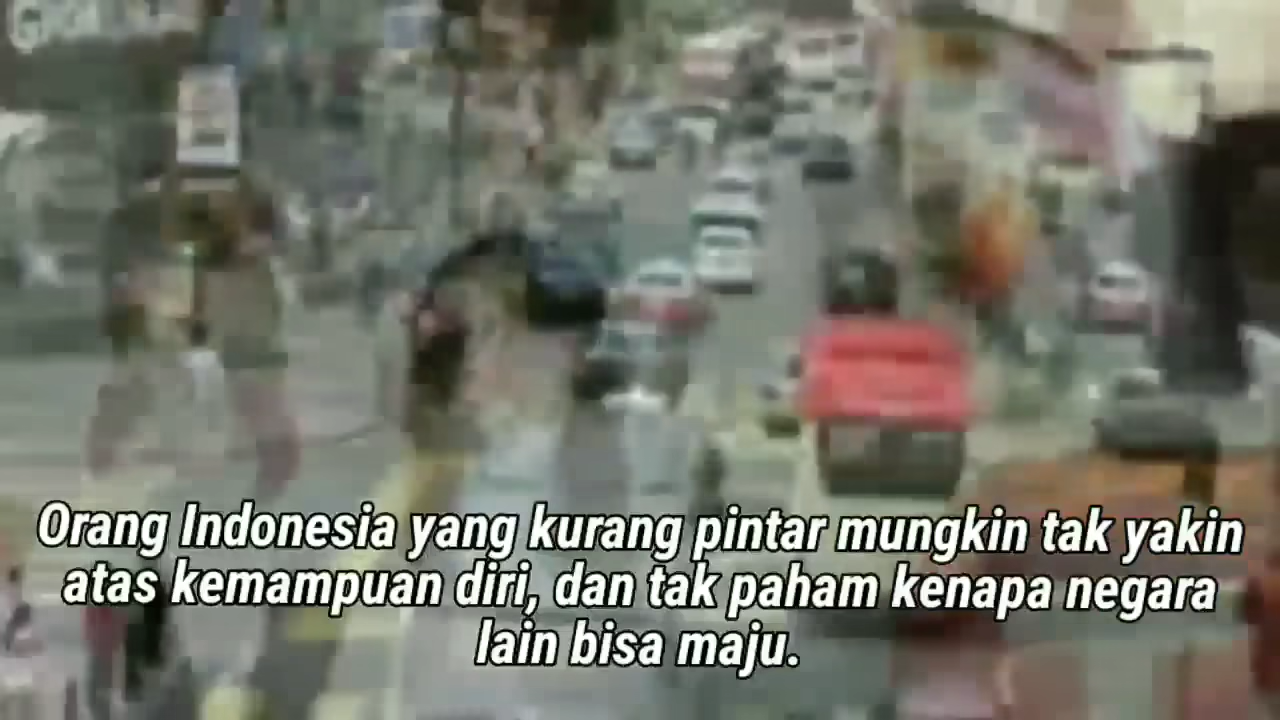 Orang Indonesia yang kurang pintar mungkin tak yakin
atas kemampuan diri, dan tak paham kenapa negara
lain bisa maju.